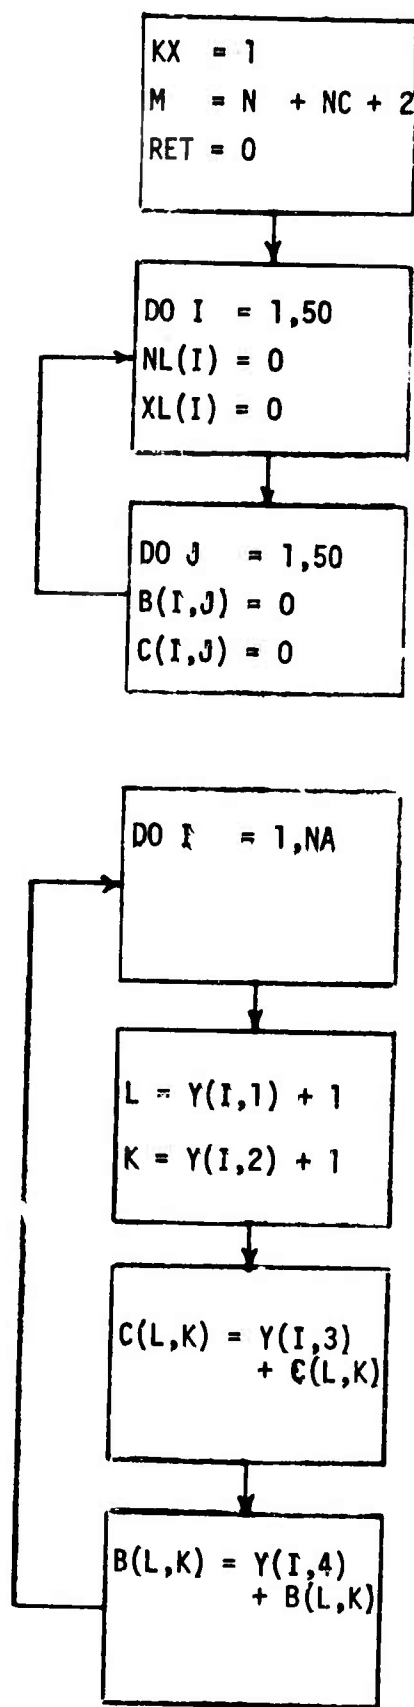 KX = 1
M = N + NC + 2
RET = 0
DO I = 1,50
NL(I) = 0
XL(I) = 0
DO J = 1,50
B(I,J) = 0
C(I,J) = 0
DO I = 1,NA
L = Y(I,1) + 1
K = Y(I,2) + 1
C(L,K) = Y(I,3)
+ C(L,K)
B(L,K) = Y(I,4)
+ B(L,K)